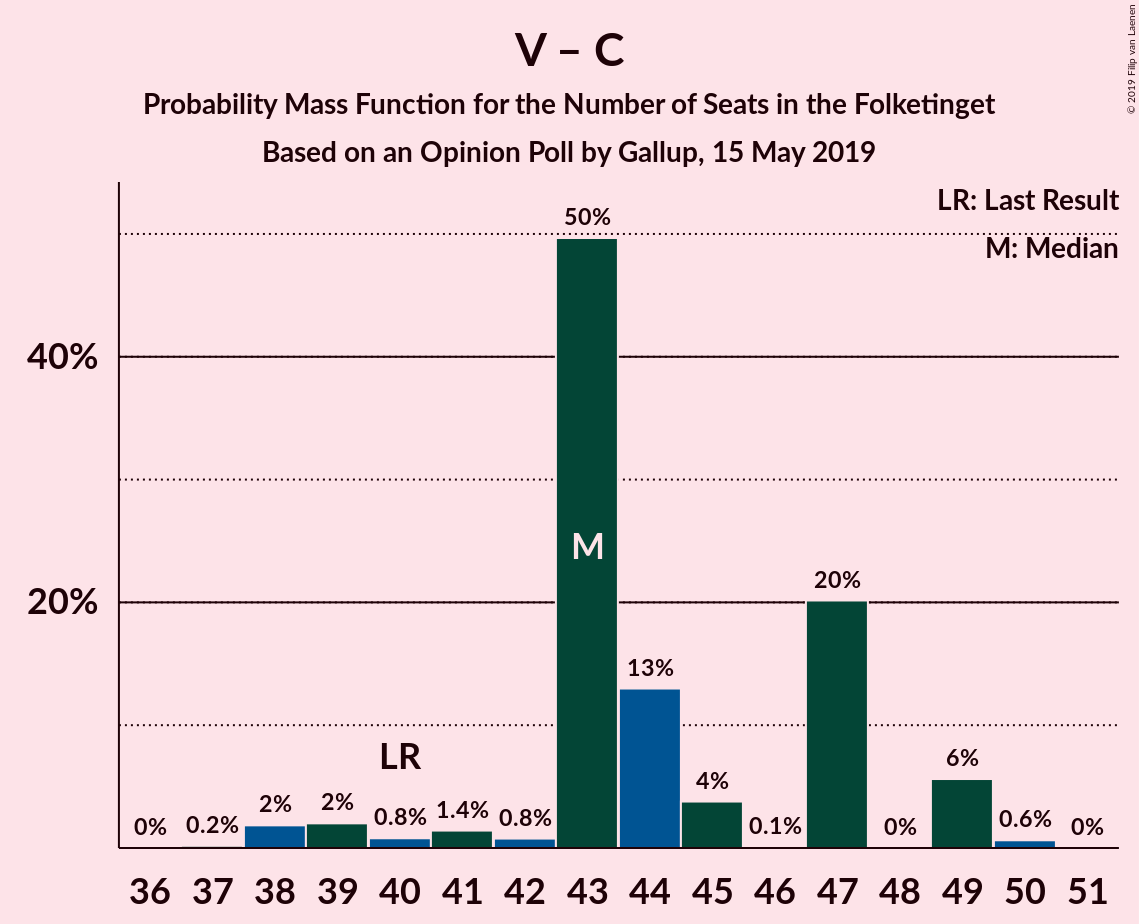 V – C
Probability Mass Function for the Number of Seats in the Folketinget
Based on an Opinion Poll by Gallup, 15 May 2019
© 2019 Filip van Laenen
LR: Last Result
M: Median
40%
20%
0%
0.2%
2%
2%
0.8%
1.4%
0.8%
50%
13%
4%
0.1%
20%
0%
6%
0.6%
0%
LR
M
36 37 38 39 40 41 42 43 44 45 46 47 48 49 50 51